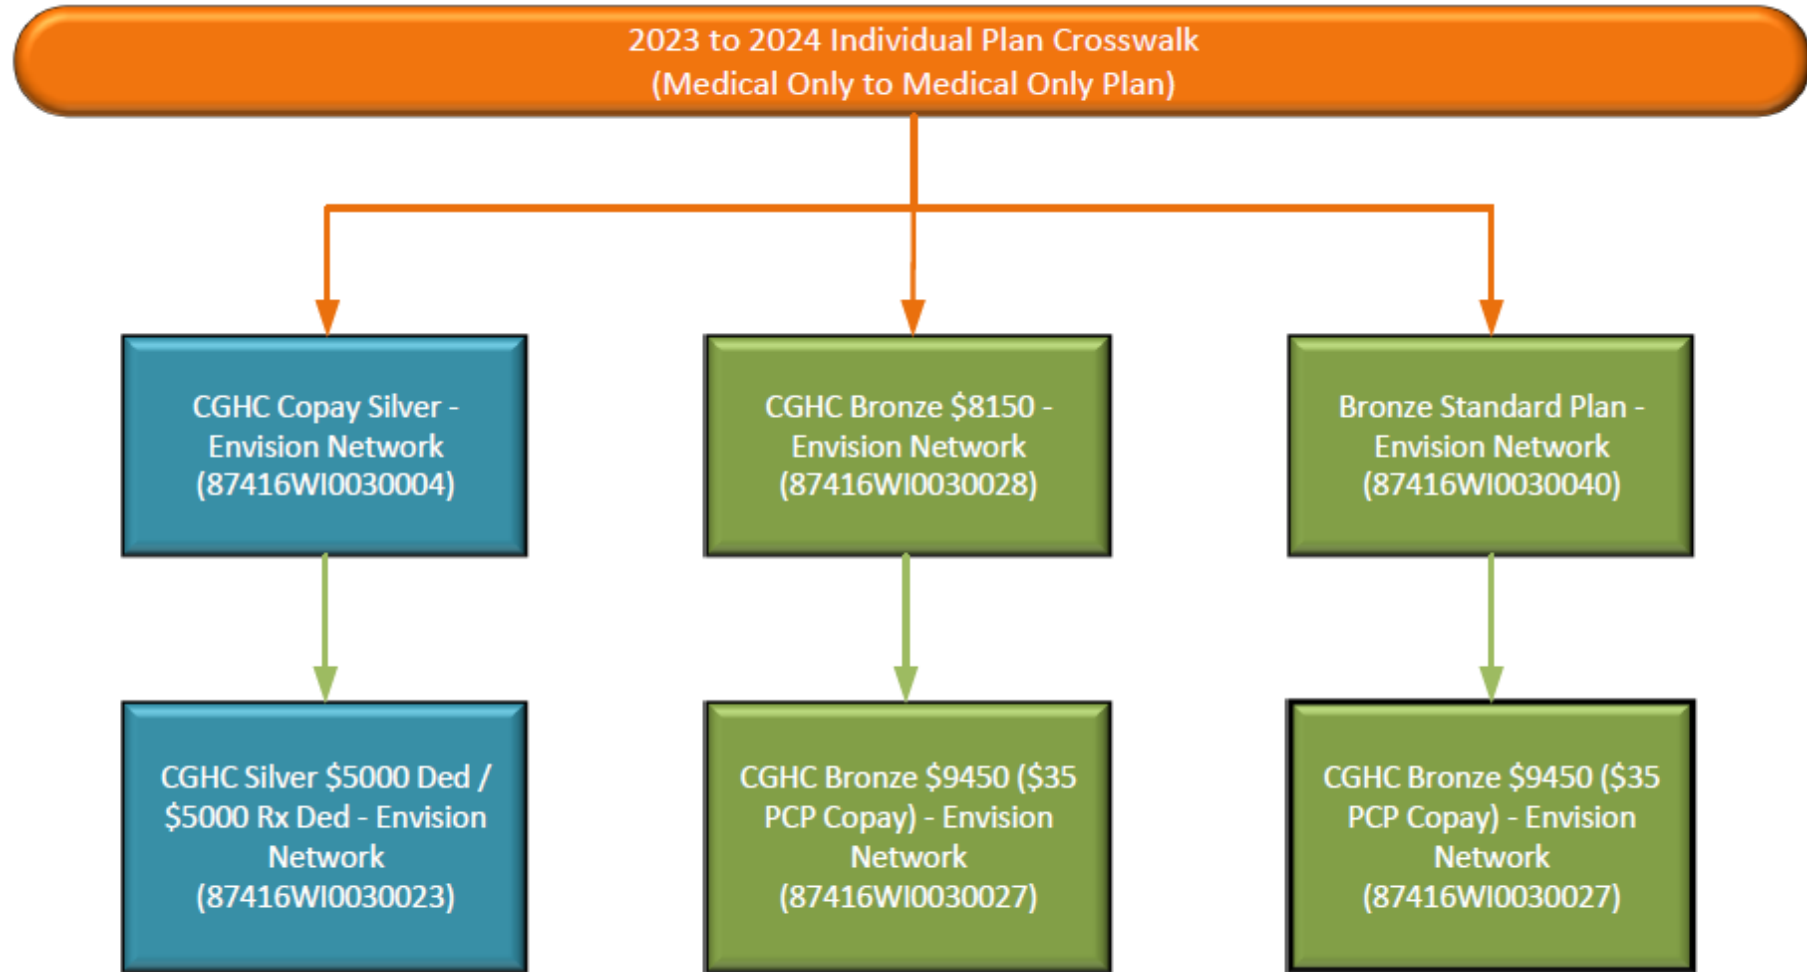 2023 to 2024 Individual Plan Crosswalk
(Medical Only to Medical Only Plan)
CGHC Copay Silver -
Envision Network
(87416WI0030004)
CGHC Bronze $8150 -
Envision Network
(87416WI0030028)
Bronze Standard Plan -
Envision Network
(87416WI0030040)
CGHC Silver $5000 Ded /
$5000 Rx Ded - Envision
Network
(87416WI0030023)
CGHC Bronze $9450 ($35
PCP Copay) - Envision
Network
(87416WI0030027)
CGHC Bronze $9450 ($35
PCP Copay) - Envision
Network
(87416WI0030027)